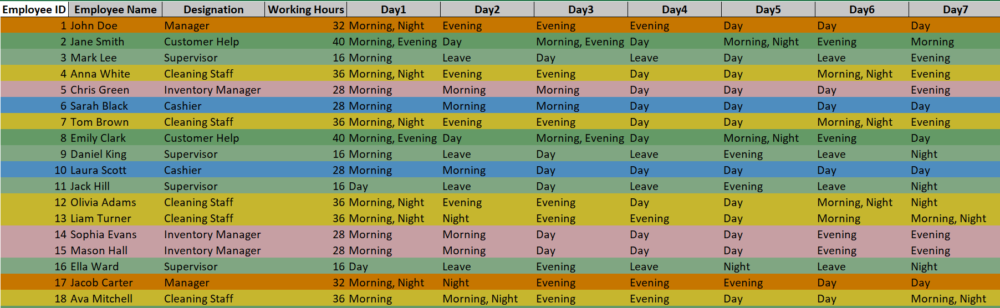 Employee ID Employee Name Designation Working Hours Day1 Day2 Day3 Day4 Day5 Day6 Day7
1 John Doe Manager 32 Morning, Night Evening Evening Evening Day Day Day
2 Jane Smith Customer Help 40 Morning, Evening Day Morning, Evening Day Morning, Night Evening Morning
3 Mark Lee Supervisor 16 Morning Leave Day Leave Day Leave Evening
4 Anna White Cleaning Staff 36 Morning, Night Evening Evening Day Day Morning, Night Evening
5 Chris Green Inventory Manager 28 Morning Morning Morning Day Day Day Evening
6 Sarah Black Cashier 28 Morning Morning Morning Day Day Day Day
7 Tom Brown Cleaning Staff 36 Morning, Night Evening Evening Day Day Morning, Night Evening
8 Emily Clark Customer Help 40 Morning, Evening Day Morning, Evening Day Morning, Night Evening Day
9 Daniel King Supervisor 16 Morning Leave Day Leave Evening Leave Night
10 Laura Scott Cashier 28 Morning Morning Day Day Day Day Day
11 Jack Hill Supervisor 16 Day Leave Day Leave Evening Leave Night
12 Olivia Adams Cleaning Staff 36 Morning, Night Evening Evening Day Day Morning, Night Night
13 Liam Turner Cleaning Staff 36 Morning, Night Night Evening Evening Day Morning Morning, Night
14 Sophia Evans Inventory Manager 28 Morning Morning Day Day Day Evening Evening
15 Mason Hall Inventory Manager 28 Morning Morning Day Day Day Evening Evening
16 Ella Ward Supervisor 16 Day Leave Evening Leave Night Leave Night
17 Jacob Carter Manager 32 Morning, Night Night Evening Evening Evening Day Day
18 Ava Mitchell Cleaning Staff 36 Morning Morning, Night Evening Evening Day Day Morning, Night